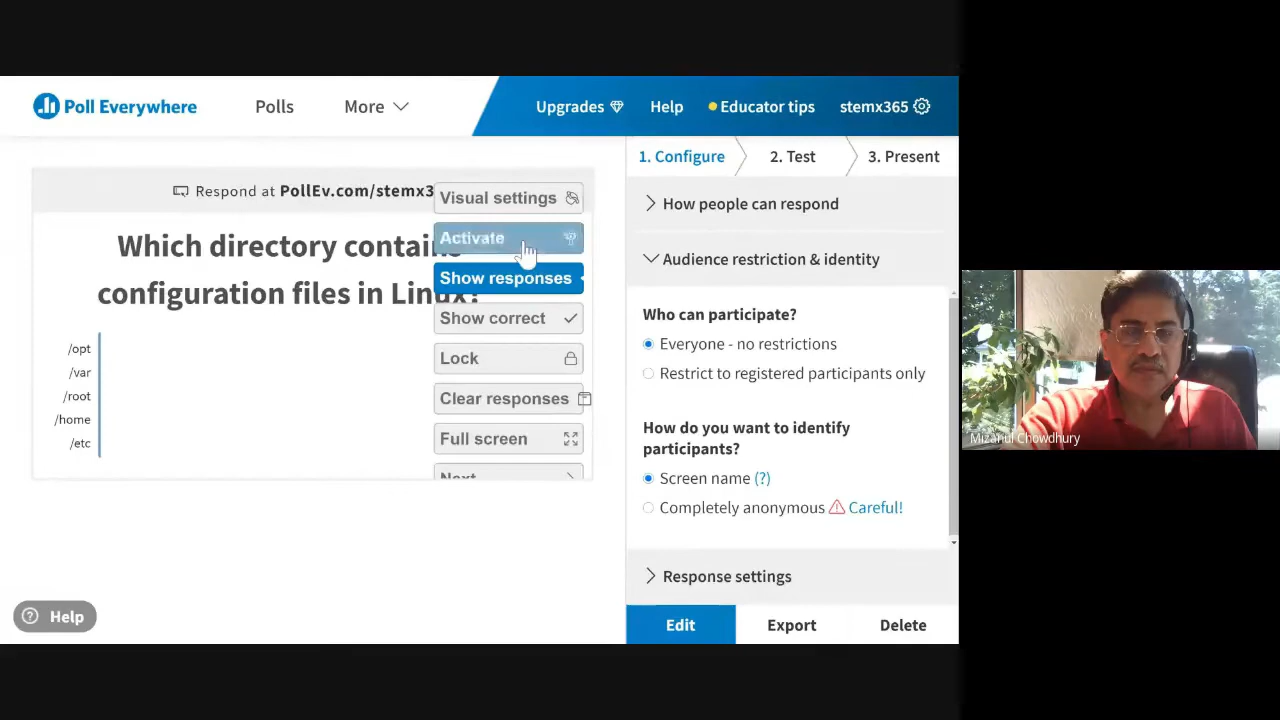 Poll Everywhere
Polls
More
Upgrades
Help
Educator tips
stemx365
Respond at PollEv.com/stemx3
Which directory contain
configuration files in Linux?
/opt
/var
/root
/home
/etc
Visual settings
Activate
Show responses
Show correct
Lock
Clear responses
Full screen
Next
1. Configure
2. Test
3. Present
How people can respond
Audience restriction & identity
Who can participate?
Everyone - no restrictions
Restrict to registered participants only
How do you want to identify
participants?
Screen name (?)
Completely anonymous Careful!
Response settings
Edit
Export
Delete
? Help
Mizanul Chowdhury